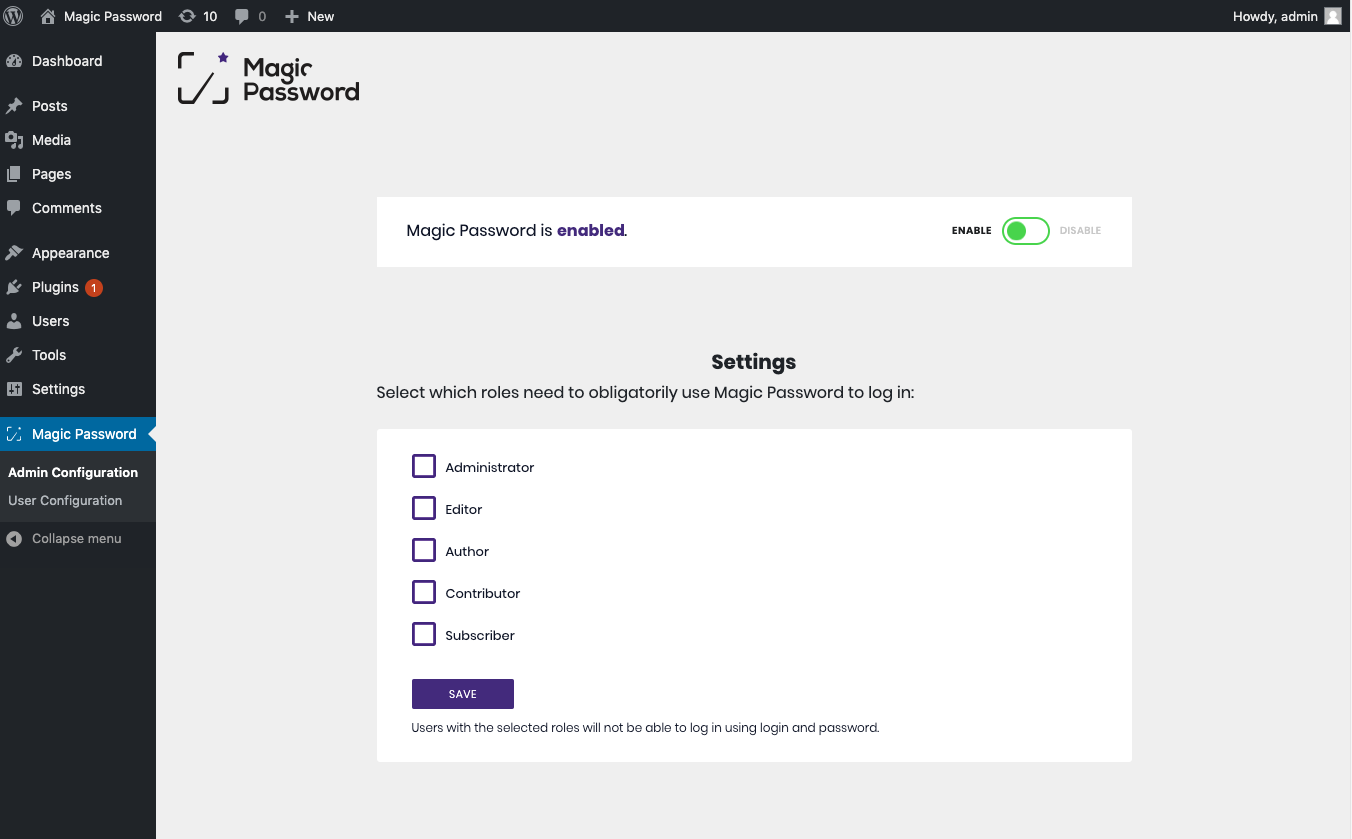 Magic Password 10 0 New Howdy, admin
Dashboard
Posts
Media
Pages
Comments
Appearance
Plugins 1
Users
Tools
Settings
Magic Password
Admin Configuration
User Configuration
Collapse menu
Magic
Password
Magic Password is enabled.
ENABLE DISABLE
Settings
Select which roles need to obligatorily use Magic Password to log in:
Administrator
Editor
Author
Contributor
Subscriber
SAVE
Users with the selected roles will not be able to log in using login and password.